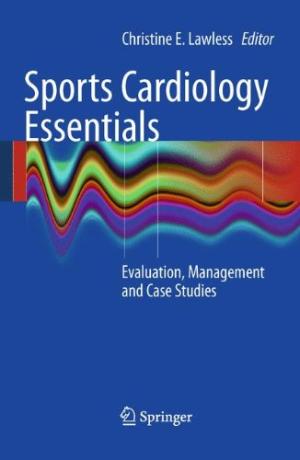 Christine E. Lawless Editor
Sports Cardiology
Essentials
Evaluation, Management
and Case Studies
Springer